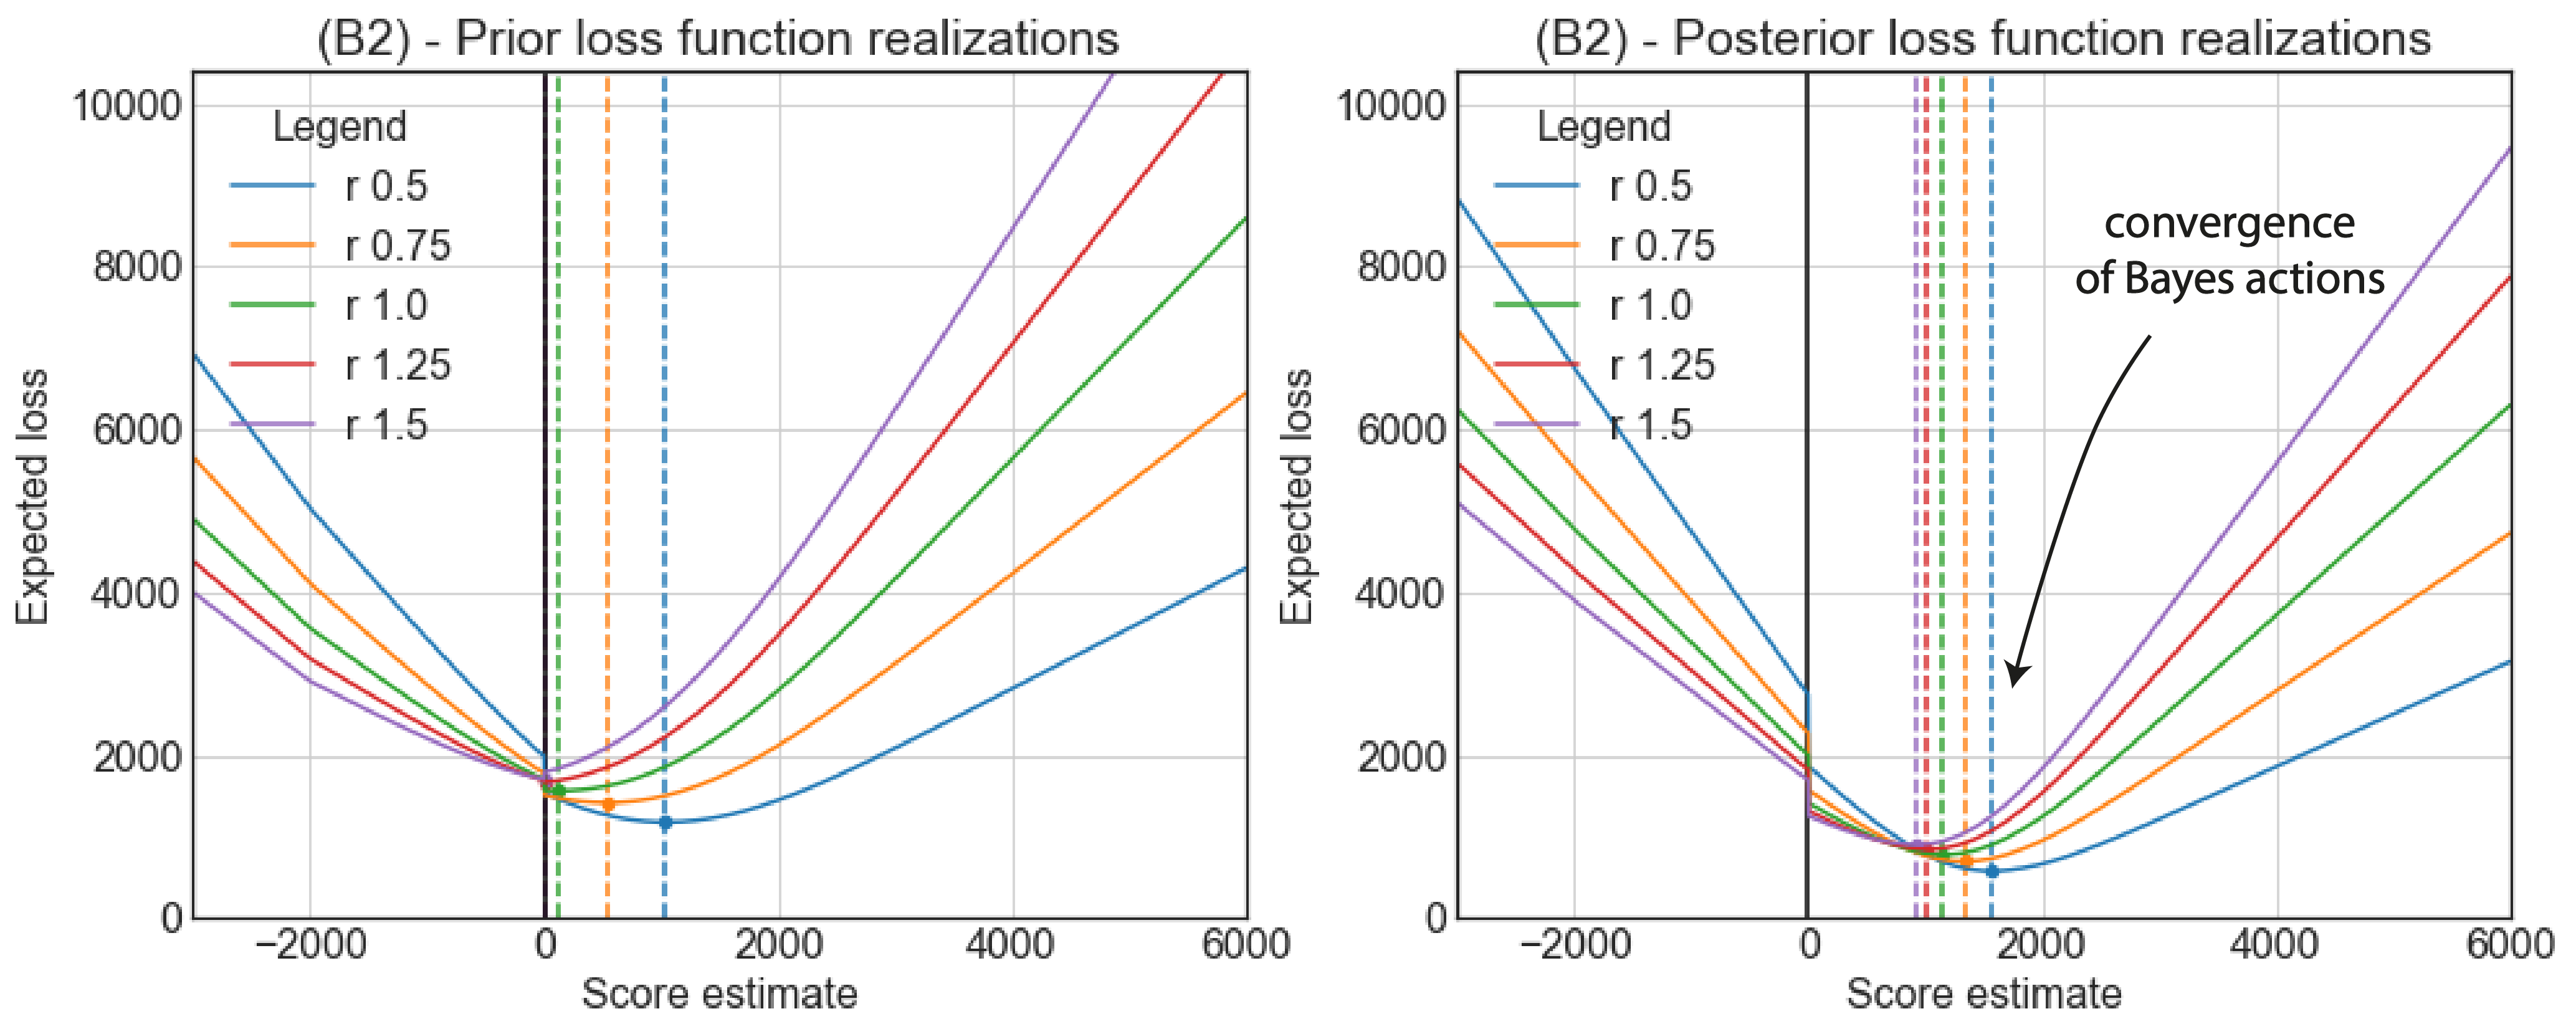 (B2) - Prior loss function realizations
Expected loss
10000
8000
6000
4000
2000
0
Legend
r 0.5
r 0.75
r 1.0
r 1.25
r 1.5
−2000 0 2000 4000 6000
Score estimate
(B2) - Posterior loss function realizations
Expected loss
10000
8000
6000
4000
2000
0
Legend
r 0.5
r 0.75
r 1.0
r 1.25
r 1.5
convergence
of Bayes actions
−2000 0 2000 4000 6000
Score estimate